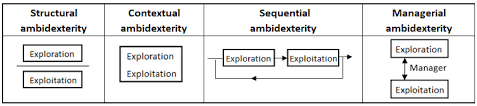 Structural
ambidexterity
Exploration
Exploitation
Contextual
ambidexterity
Exploration
Exploitation
Sequential
ambidexterity
Exploration
Exploitation
Managerial
ambidexterity
Exploration
Manager
Exploitation